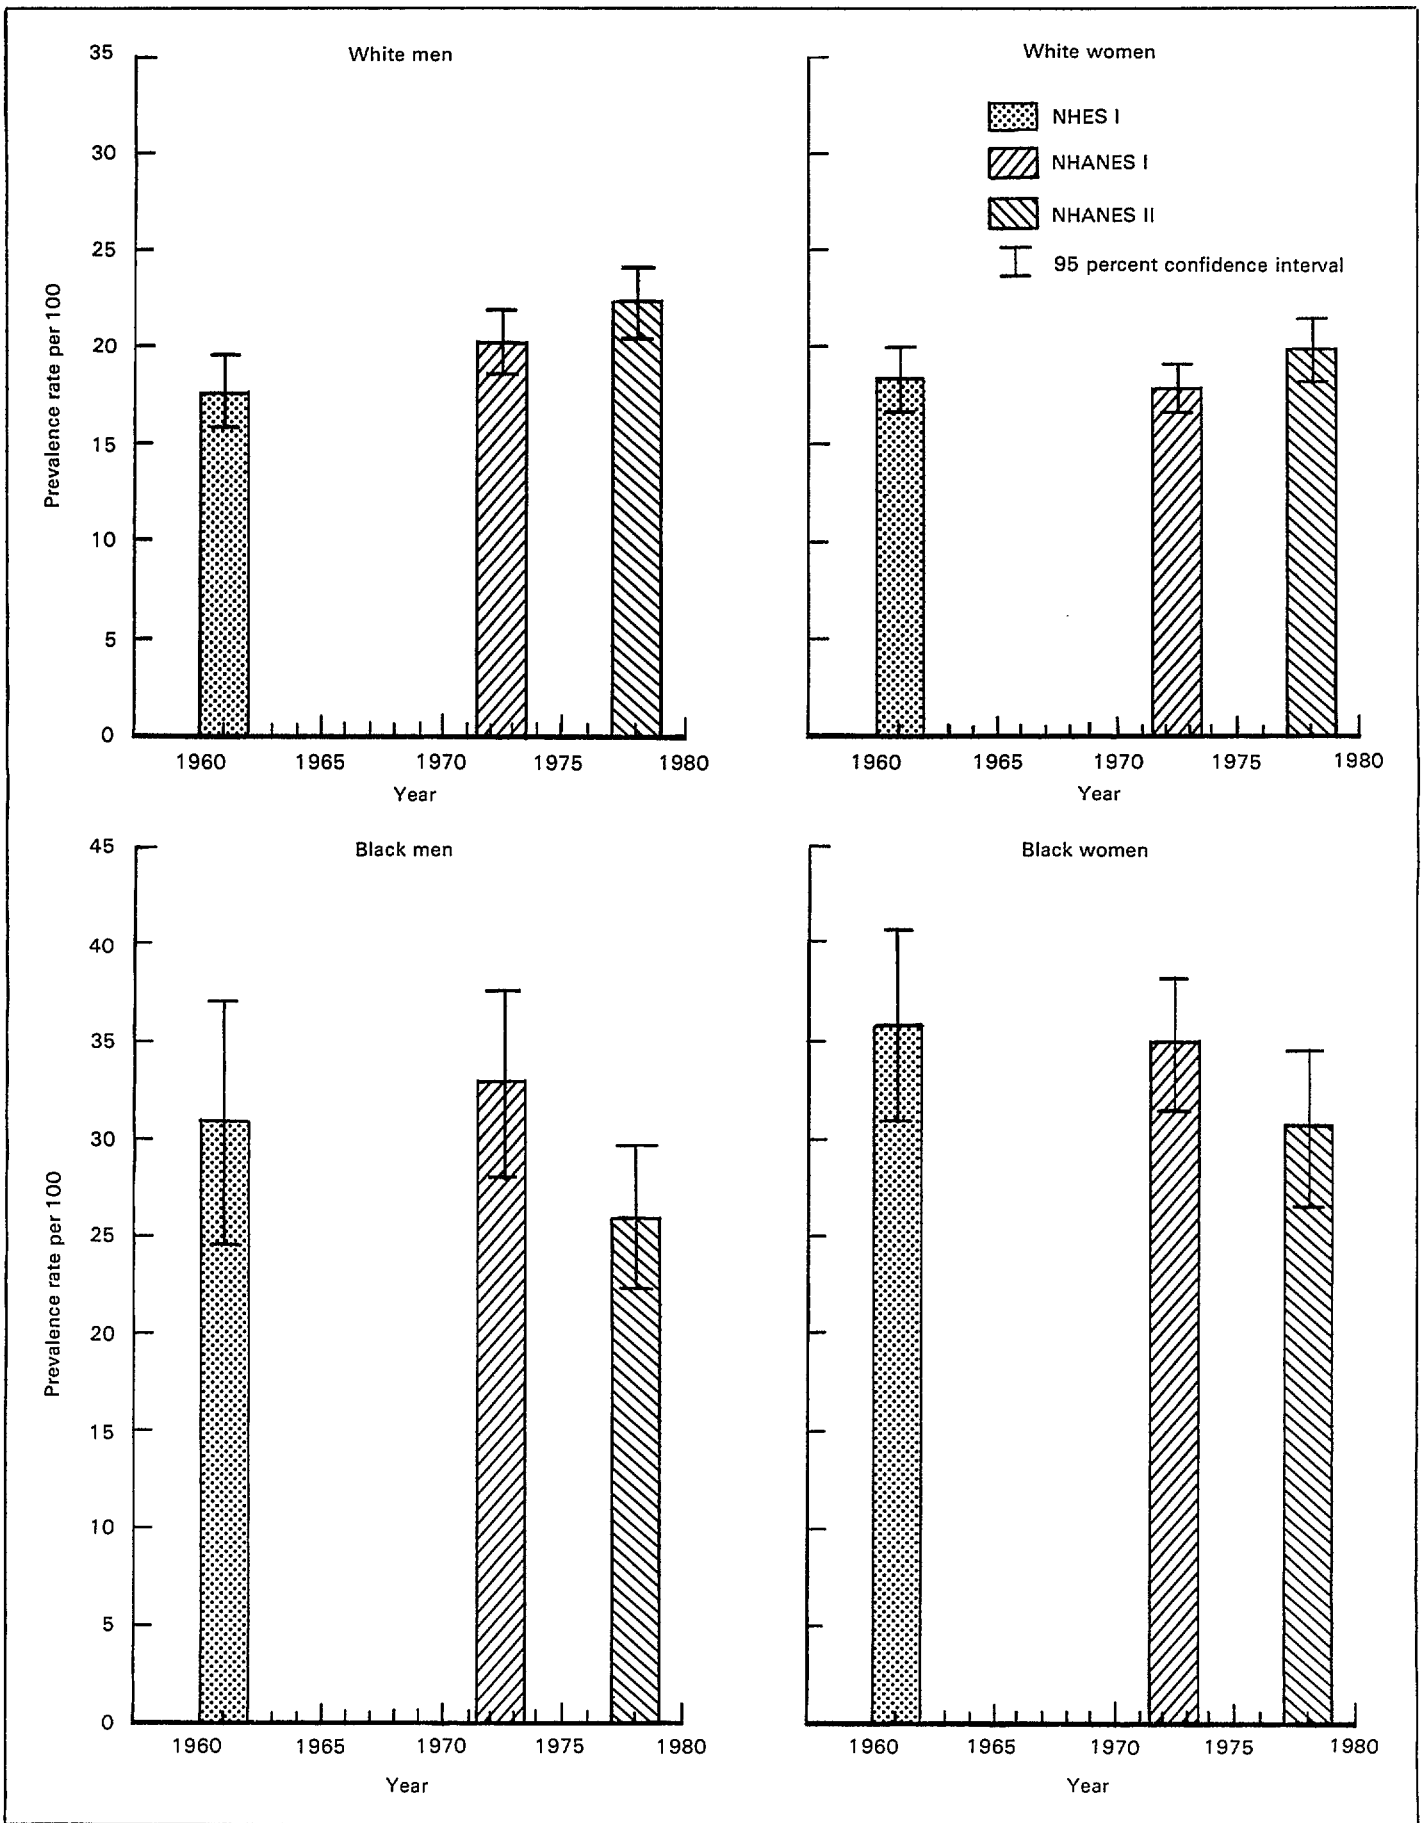 White men
35
30
25
20
15
10
5
0
Prevalence rate per 100
1960 1965 1970 1975 1980
Year
White women
NHES I
NHANES I
NHANES II
95 percent confidence interval
1960 1965 1970 1975 1980
Year
Black men
45
40
35
30
25
20
15
10
5
0
Prevalence rate per 100
1960 1965 1970 1975 1980
Year
Black women
1960 1965 1970 1975 1980
Year